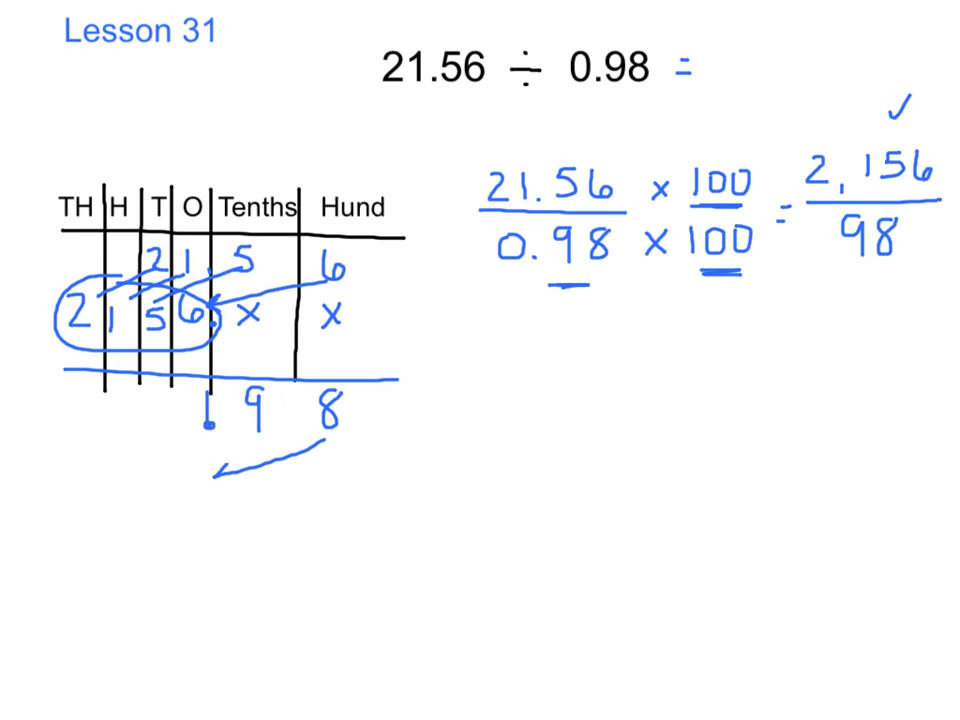 Lesson 31
21.56 ÷ 0.98 =
TH H T O Tenths Hund
2 1 . 5 6
2 1 5 6 . x x
. 9 8
21.56 x 100 = 2,156 ✓
0.98 x 100 98